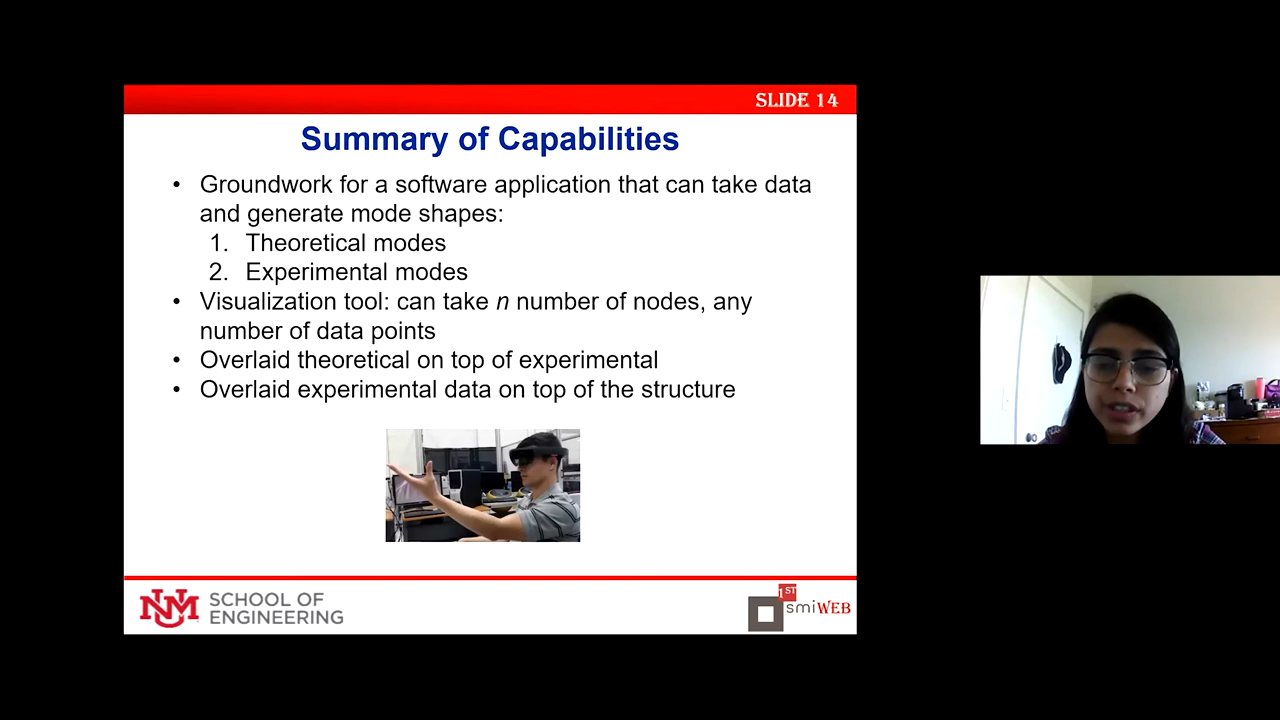 SLIDE 14
Summary of Capabilities
• Groundwork for a software application that can take data
and generate mode shapes:
1. Theoretical modes
2. Experimental modes
• Visualization tool: can take n number of nodes, any
number of data points
• Overlaid theoretical on top of experimental
• Overlaid experimental data on top of the structure
UNM SCHOOL OF
ENGINEERING
1ST
smiWEB